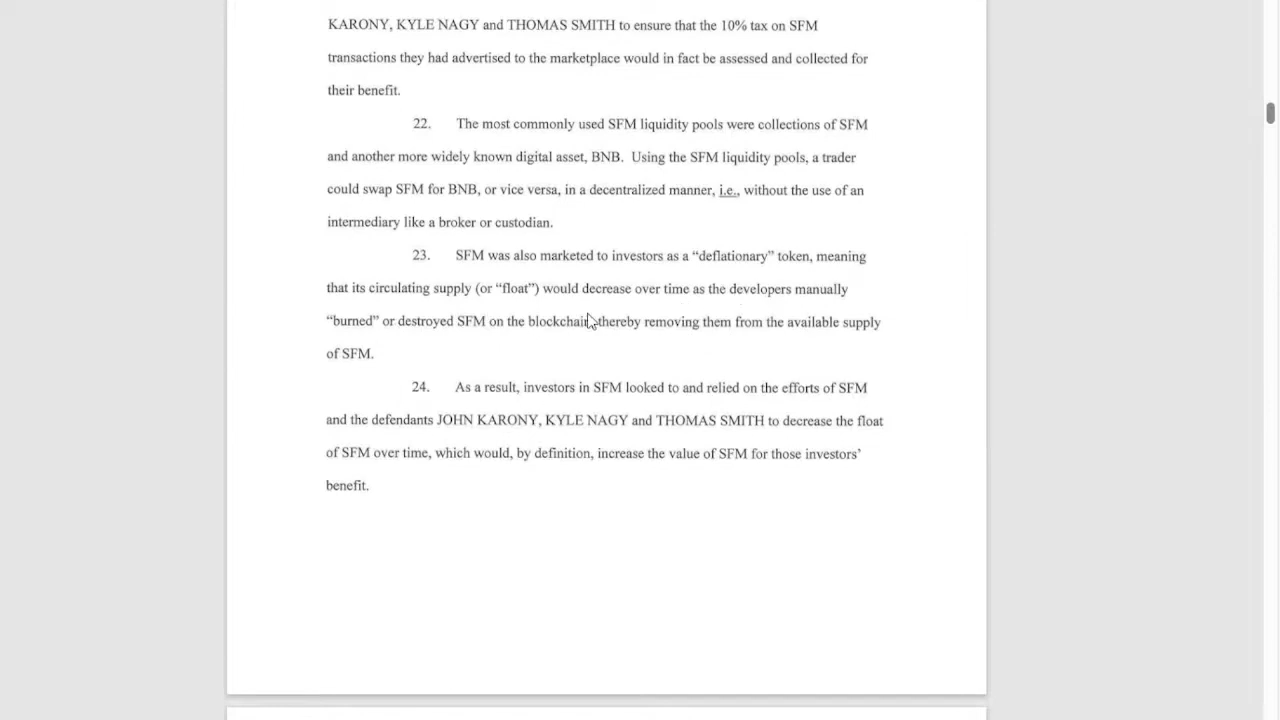 KARONY, KYLE NAGY and THOMAS SMITH to ensure that the 10% tax on SFM
transactions they had advertised to the marketplace would in fact be assessed and collected for
their benefit.
22. The most commonly used SFM liquidity pools were collections of SFM
and another more widely known digital asset, BNB. Using the SFM liquidity pools, a trader
could swap SFM for BNB, or vice versa, in a decentralized manner, i.e., without the use of an
intermediary like a broker or custodian.
23. SFM was also marketed to investors as a “deflationary” token, meaning
that its circulating supply (or “float”) would decrease over time as the developers manually
“burned” or destroyed SFM on the blockchain, thereby removing them from the available supply
of SFM.
24. As a result, investors in SFM looked to and relied on the efforts of SFM
and the defendants JOHN KARONY, KYLE NAGY and THOMAS SMITH to decrease the float
of SFM over time, which would, by definition, increase the value of SFM for those investors’
benefit.